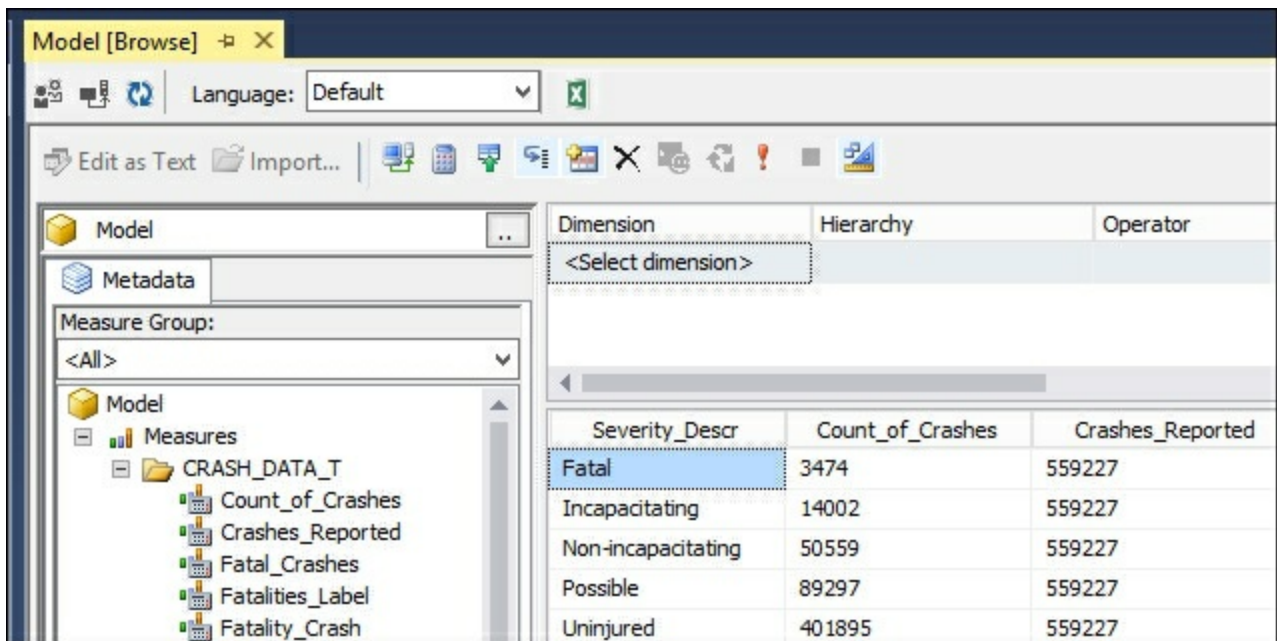 Model [Browse]
Language: Default
Edit as Text Import...
Model ..
Metadata
Measure Group:
<All>
Model
Measures
CRASH_DATA_T
Count_of_Crashes
Crashes_Reported
Fatal_Crashes
Fatalities_Label
Fatality_Crash
Dimension Hierarchy Operator
<Select dimension>
Severity_Descr Count_of_Crashes Crashes_Reported
Fatal 3474 559227
Incapacitating 14002 559227
Non-incapacitating 50559 559227
Possible 89297 559227
Uninjured 401895 559227